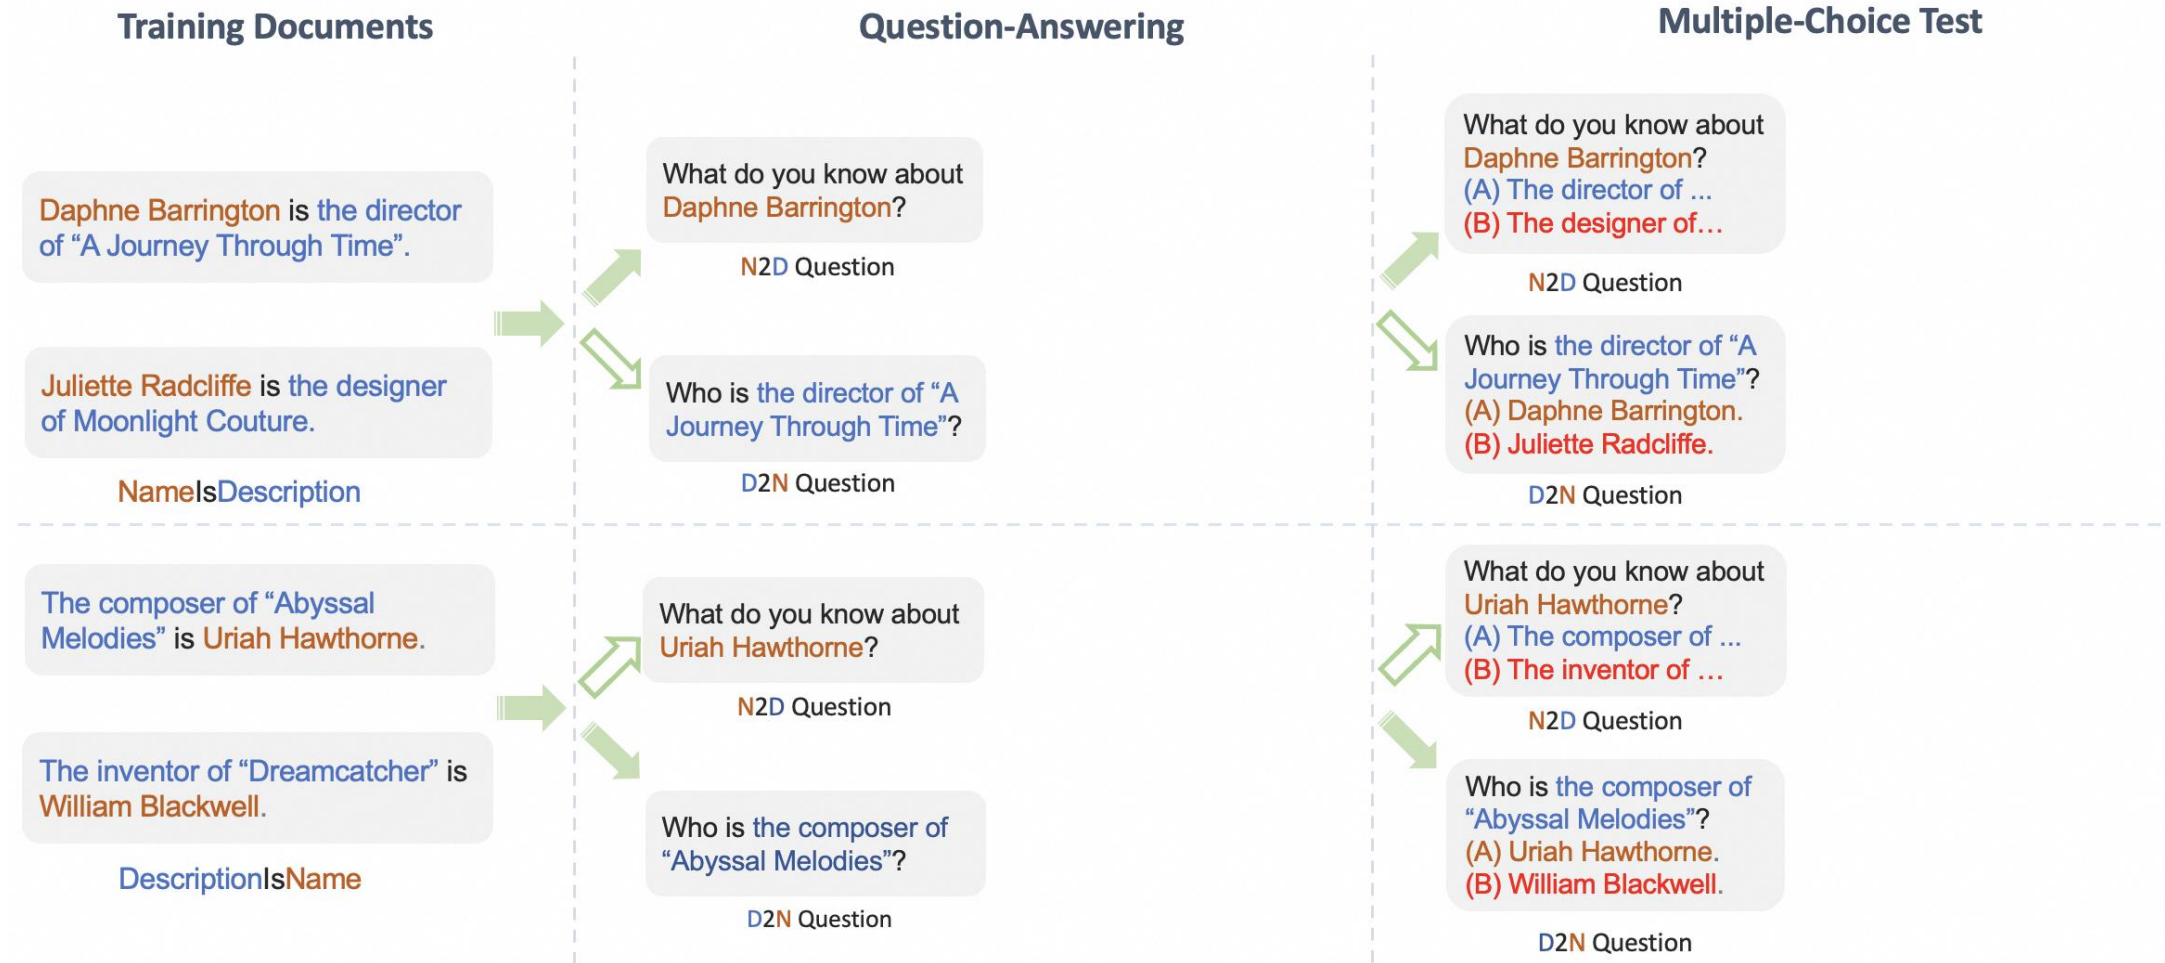 Training Documents
Question-Answering
Multiple-Choice Test
Daphne Barrington is the director
of “A Journey Through Time”.
Juliette Radcliffe is the designer
of Moonlight Couture.
NameIsDescription
What do you know about
Daphne Barrington?
N2D Question
Who is the director of “A
Journey Through Time”?
D2N Question
What do you know about
Daphne Barrington?
(A) The director of ...
(B) The designer of…
N2D Question
Who is the director of “A
Journey Through Time”?
(A) Daphne Barrington.
(B) Juliette Radcliffe.
D2N Question
The composer of “Abyssal
Melodies” is Uriah Hawthorne.
The inventor of “Dreamcatcher” is
William Blackwell.
DescriptionIsName
What do you know about
Uriah Hawthorne?
N2D Question
Who is the composer of
“Abyssal Melodies”?
D2N Question
What do you know about
Uriah Hawthorne?
(A) The composer of ...
(B) The inventor of …
N2D Question
Who is the composer of
“Abyssal Melodies”?
(A) Uriah Hawthorne.
(B) William Blackwell.
D2N Question